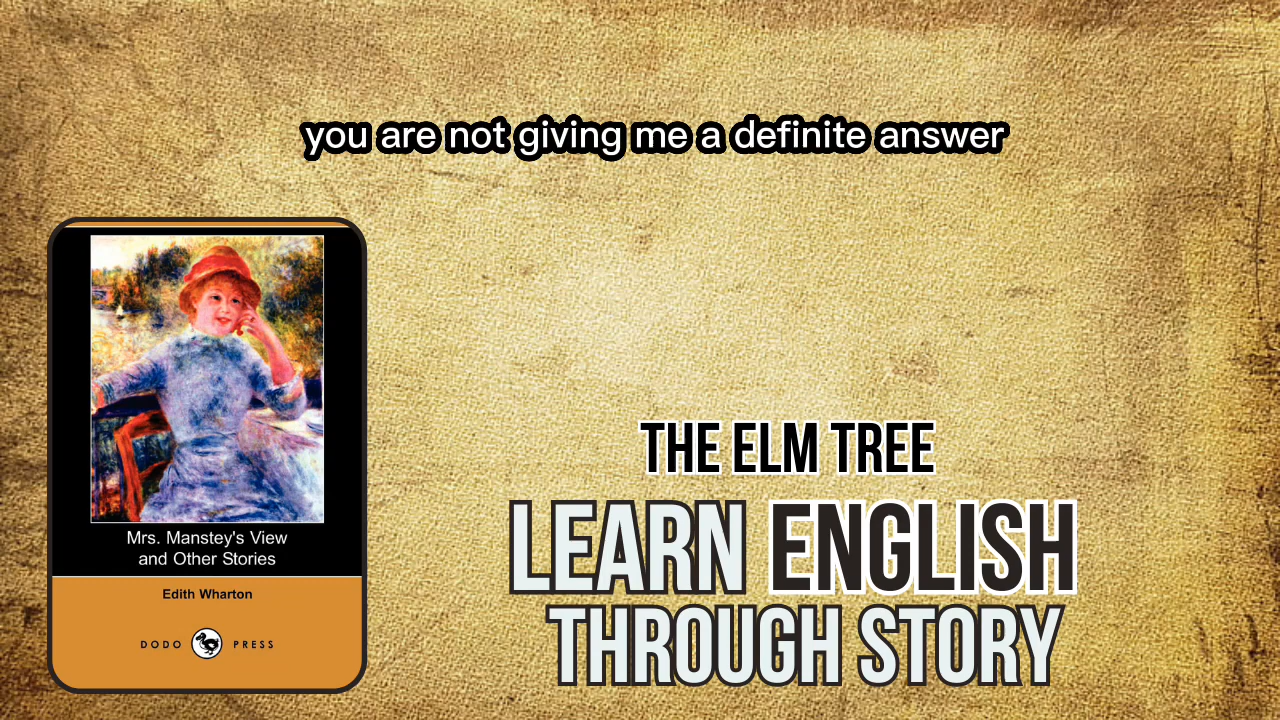 you are not giving me a definite answer
Mrs. Manstey's View
and Other Stories
Edith Wharton
DODO PRESS
THE ELM TREE
LEARN ENGLISH
THROUGH STORY